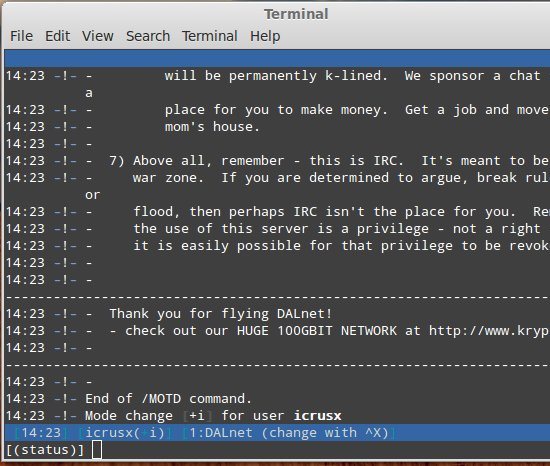 Terminal
File Edit View Search Terminal Help
14:23 -!- - will be permanently k-lined. We sponsor a chat
a
14:23 -!- - place for you to make money. Get a job and move
14:23 -!- - mom's house.
14:23 -!- -
14:23 -!- - 7) Above all, remember - this is IRC. It's meant to be
14:23 -!- - war zone. If you are determined to argue, break rul
or
14:23 -!- - flood, then perhaps IRC isn't the place for you. Re
14:23 -!- - the use of this server is a privilege - not a right
14:23 -!- - it is easily possible for that privilege to be revok
14:23 -!- -
14:23 -!- -
--------------------------------------------------------------------
14:23 -!- - Thank you for flying DALnet!
14:23 -!- - - check out our HUGE 100GBIT NETWORK at http://www.kryp
14:23 -!- -
--------------------------------------------------------------------
14:23 -!- -
14:23 -!- End of /MOTD command.
14:23 -!- Mode change [+i] for user icrusx
[14:23] [icrusx(+i)] [1:DALnet (change with ^X)]
[(status)]